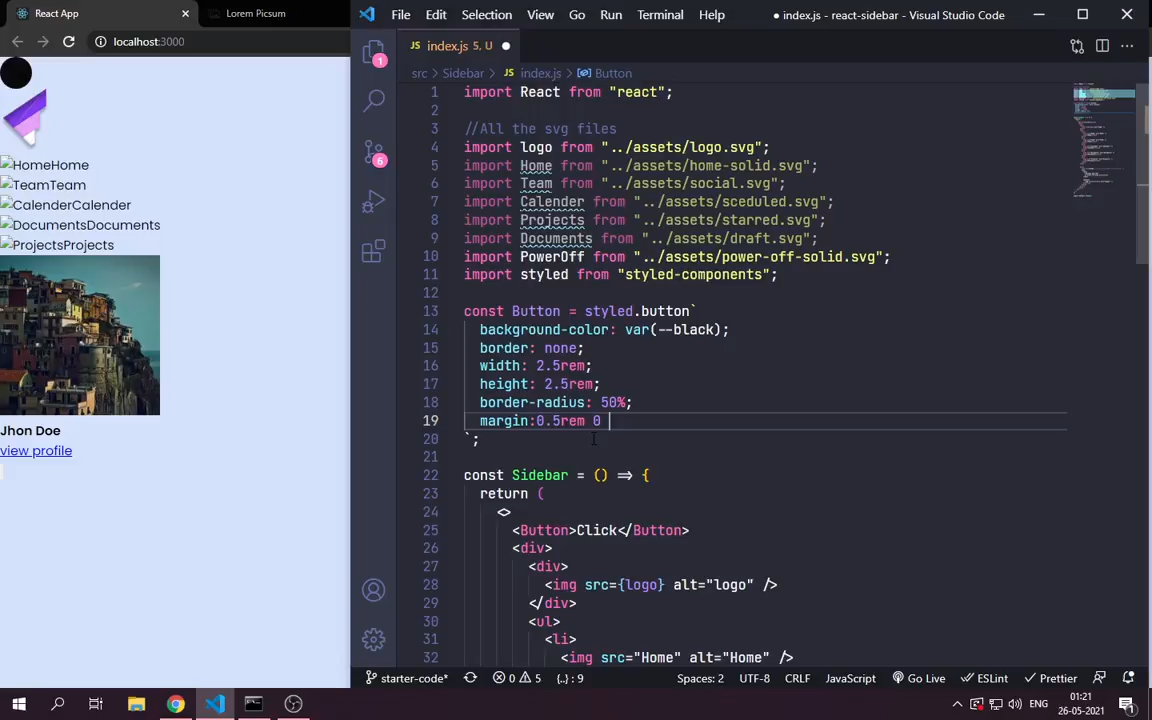 React App
Lorem Picsum
localhost:3000
HomeHome
TeamTeam
CalenderCalender
DocumentsDocuments
ProjectsProjects
Jhon Doe
view profile
File Edit Selection View Go Run Terminal Help
● index.js - react-sidebar - Visual Studio Code
JS index.js 5, U ●
src > Sidebar > JS index.js > Button
1 import React from "react";
2
3 //All the svg files
4 import logo from "../assets/logo.svg";
5 import Home from "../assets/home-solid.svg";
6 import Team from "../assets/social.svg";
7 import Calender from "../assets/sceduled.svg";
8 import Projects from "../assets/starred.svg";
9 import Documents from "../assets/draft.svg";
10 import PowerOff from "../assets/power-off-solid.svg";
11 import styled from "styled-components";
12
13 const Button = styled.button`
14 background-color: var(--black);
15 border: none;
16 width: 2.5rem;
17 height: 2.5rem;
18 border-radius: 50%;
19 margin:0.5rem 0
20 `;
21
22 const Sidebar = () => {
23 return (
24 <>
25 <Button>Click</Button>
26 <div>
27 <div>
28 <img src={logo} alt="logo" />
29 </div>
30 <ul>
31 <li>
32 <img src="Home" alt="Home" />
1
6
starter-code* 0 5 {..} : 9 Spaces: 2 UTF-8 CRLF JavaScript Go Live ESLint Prettier
ENG
01:21
26-05-2021
1